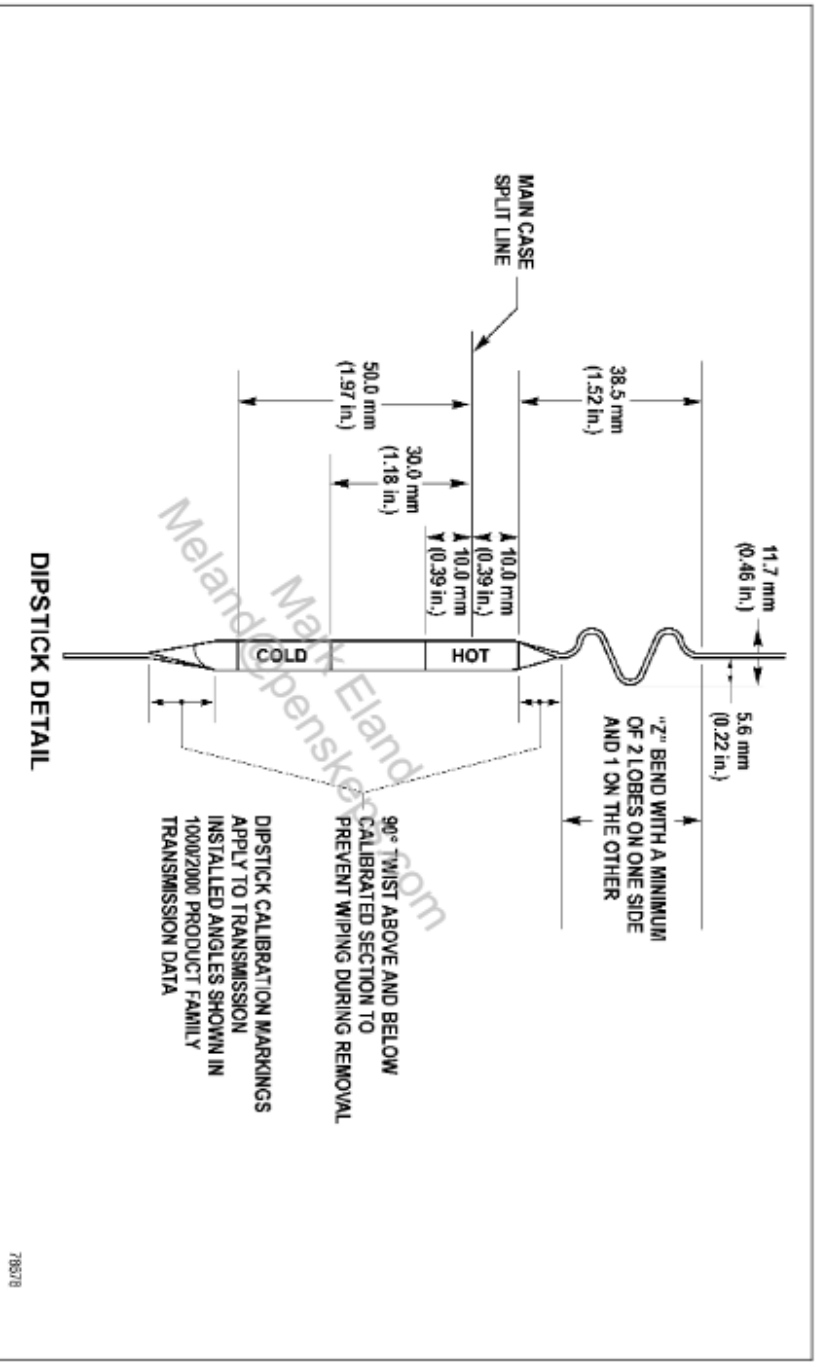 11.7 mm
(0.46 in.)
5.6 mm
(0.22 in.)
"Z" BEND WITH A MINIMUM
OF 2 LOBES ON ONE SIDE
AND 1 ON THE OTHER
38.5 mm
(1.52 in.)
MAIN CASE
SPLIT LINE
10.0 mm
(0.39 in.)
10.0 mm
(0.39 in.)
50.0 mm
(1.97 in.)
30.0 mm
(1.18 in.)
HOT
COLD
90° TWIST ABOVE AND BELOW
CALIBRATED SECTION TO
PREVENT WIPING DURING REMOVAL
DIPSTICK CALIBRATION MARKINGS
APPLY TO TRANSMISSION
INSTALLED ANGLES SHOWN IN
1000/2000 PRODUCT FAMILY
TRANSMISSION DATA
DIPSTICK DETAIL
78678
Mark Eland